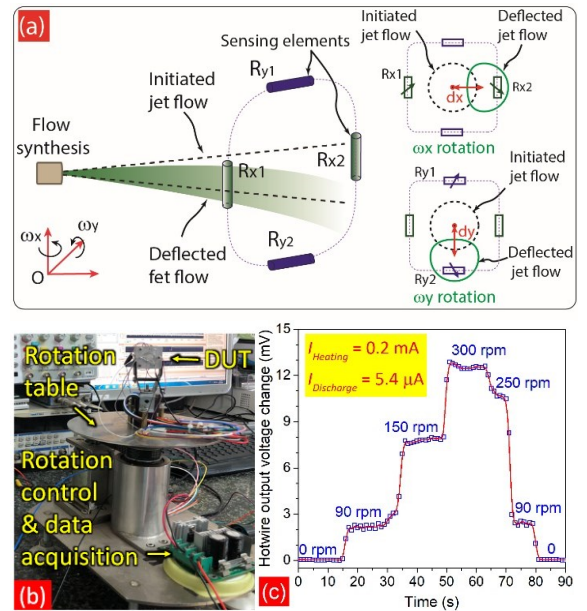 (a)
Sensing elements
Initiated
jet flow
Deflected
jet flow
Initiated
jet flow
Ry1
Rx1
Rx2
dx
Flow
synthesis
Rx1
Rx2
ωx rotation
Ry1
Initiated
jet flow
ωx
ωy
O
Deflected
fet flow
Ry2
dy
Ry2
Deflected
jet flow
ωy rotation
Rotation
table
DUT
Rotation
control
& data
acquisition
(b)
Hotwire output voltage change (mV)
15
12
9
6
3
0
I Heating = 0.2 mA
I Discharge = 5.4 μA
300 rpm
250 rpm
150 rpm
90 rpm
90 rpm
0 rpm
0
0 10 20 30 40 50 60 70 80 90
Time (s)
(c)